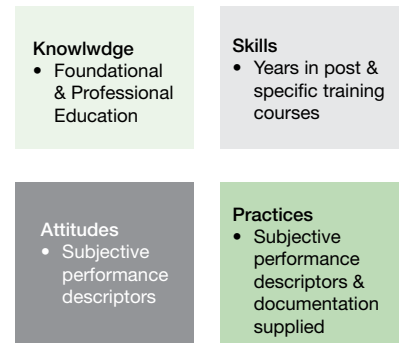 Knowlwdge
• Foundational
& Professional
Education
Skills
• Years in post &
specific training
courses
Attitudes
• Subjective
performance
descriptors
Practices
• Subjective
performance
descriptors &
documentation
supplied